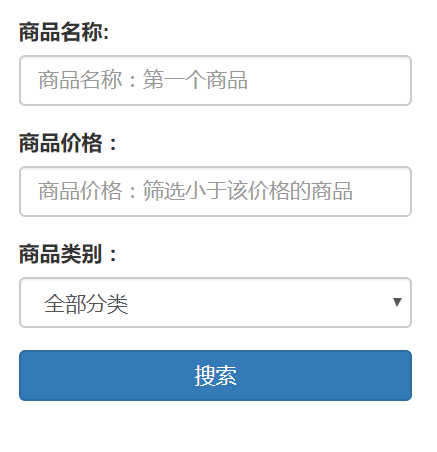 商品名称:
商品名称：第一个商品
商品价格：
商品价格：筛选小于该价格的商品
商品类别：
全部分类
搜索